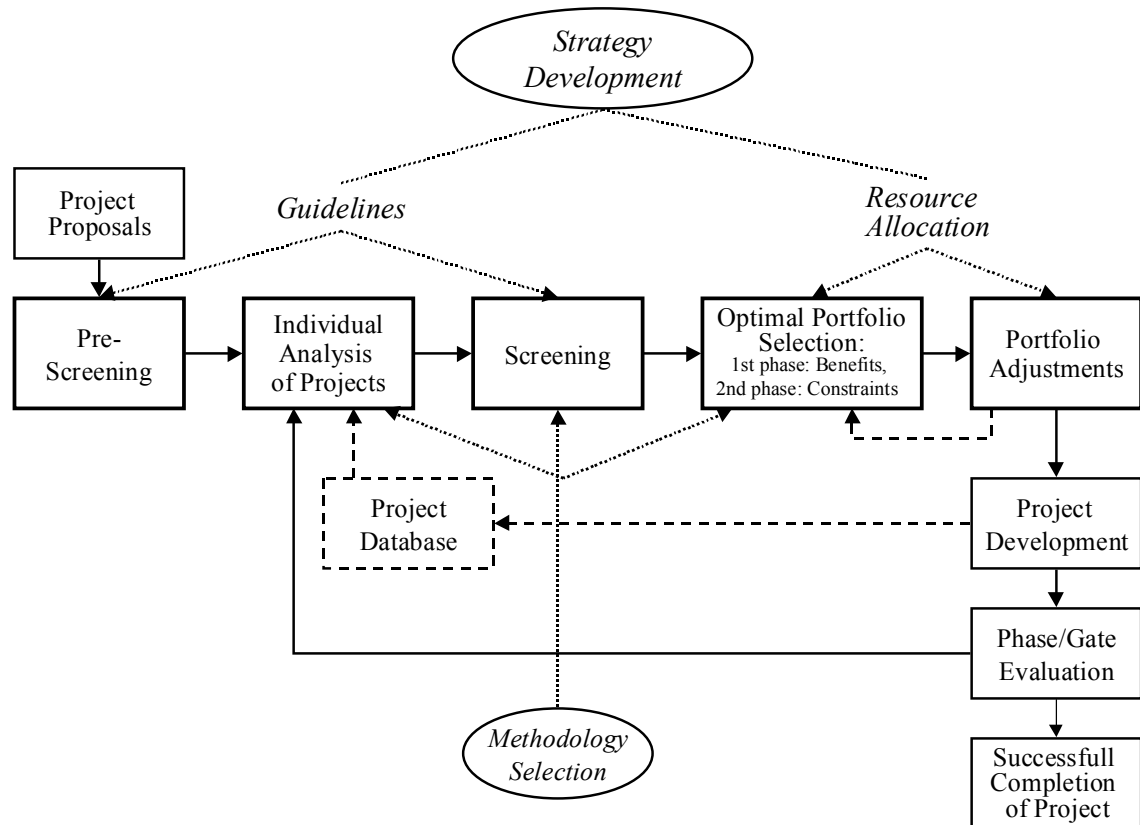 Strategy
Development
Project
Proposals
Guidelines
Resource
Allocation
Pre-
Screening
Individual
Analysis
of Projects
Screening
Optimal Portfolio
Selection:
1st phase: Benefits,
2nd phase: Constraints
Portfolio
Adjustments
Project
Database
Project
Development
Phase/Gate
Evaluation
Methodology
Selection
Successfull
Completion
of Project